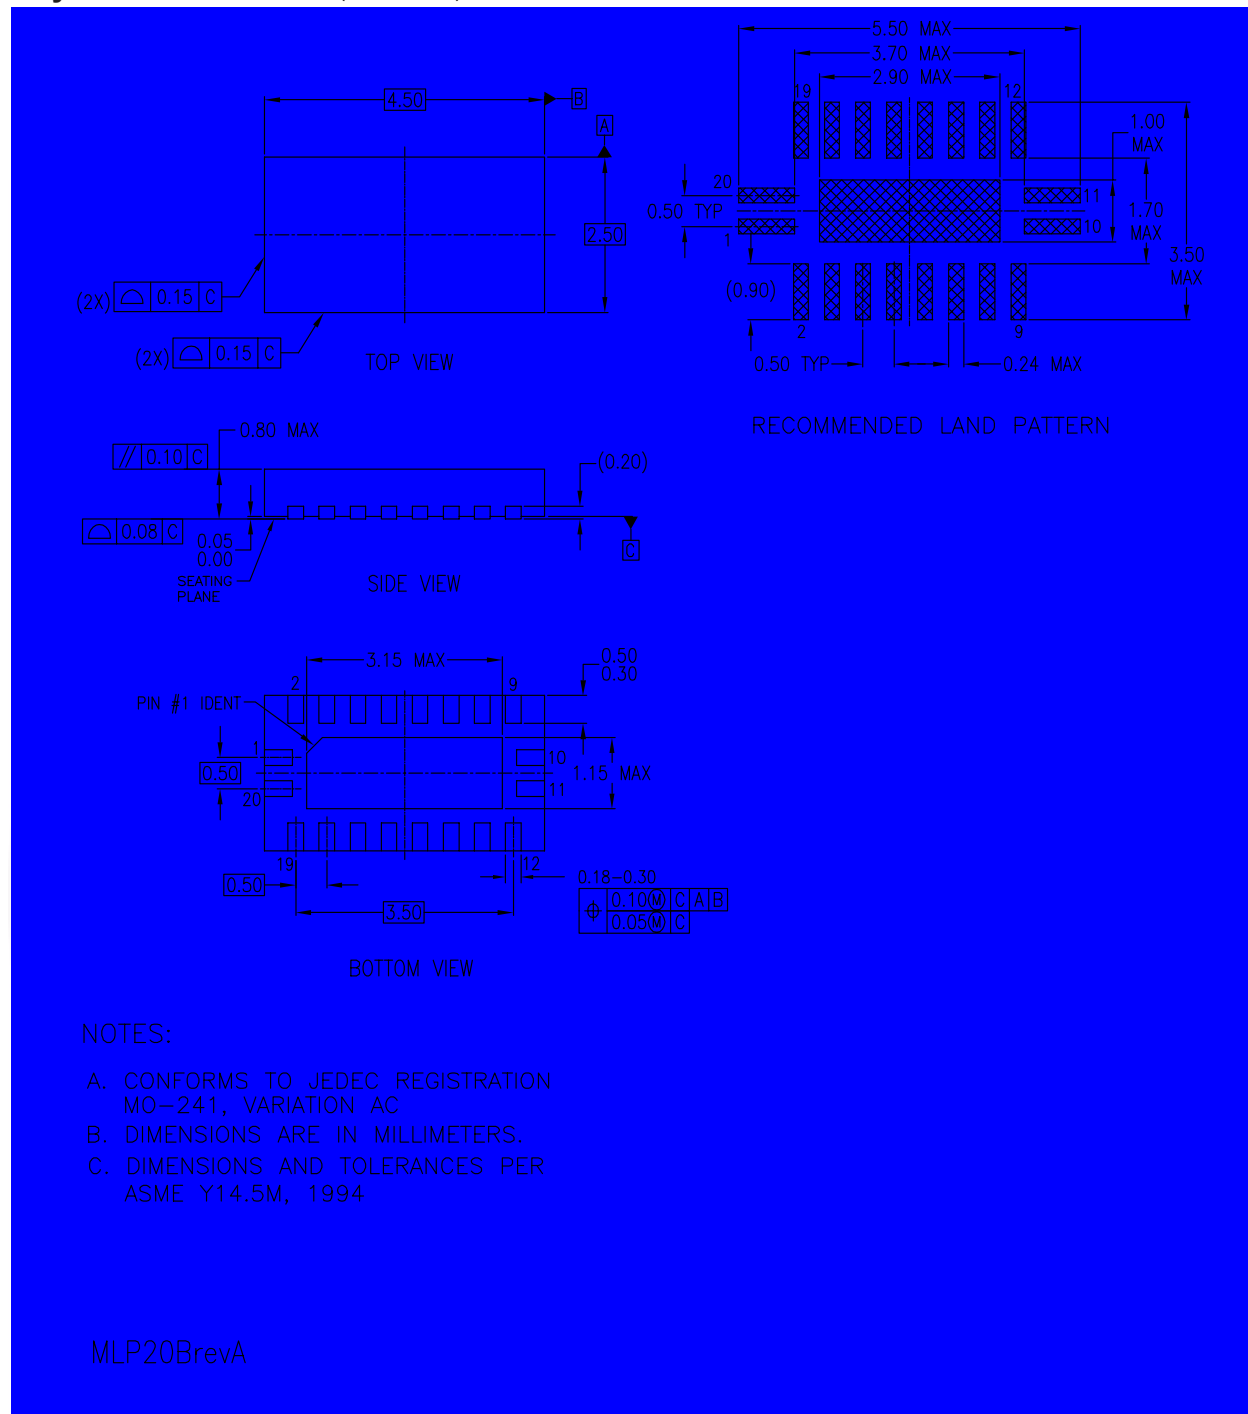 5.50 MAX
3.70 MAX
2.90 MAX
19
12
4.50
B
A
1.00
MAX
20
11
0.50 TYP
1.70
MAX
1
10
2.50
3.50
MAX
(0.90)
(2X) 0.15 C
2
9
(2X) 0.15 C
TOP VIEW
0.50 TYP
0.24 MAX
RECOMMENDED LAND PATTERN
0.80 MAX
// 0.10 C
(0.20)
0.08 C
0.05
0.00
C
SEATING
PLANE
SIDE VIEW
3.15 MAX
0.50
0.30
2
9
PIN #1 IDENT
1
10
0.50
1.15 MAX
20
11
19
12
0.50
0.18-0.30
0.10Ⓜ C A B
3.50
0.05Ⓜ C
BOTTOM VIEW
NOTES:
A. CONFORMS TO JEDEC REGISTRATION
MO-241, VARIATION AC
B. DIMENSIONS ARE IN MILLIMETERS.
C. DIMENSIONS AND TOLERANCES PER
ASME Y14.5M, 1994
MLP20BrevA